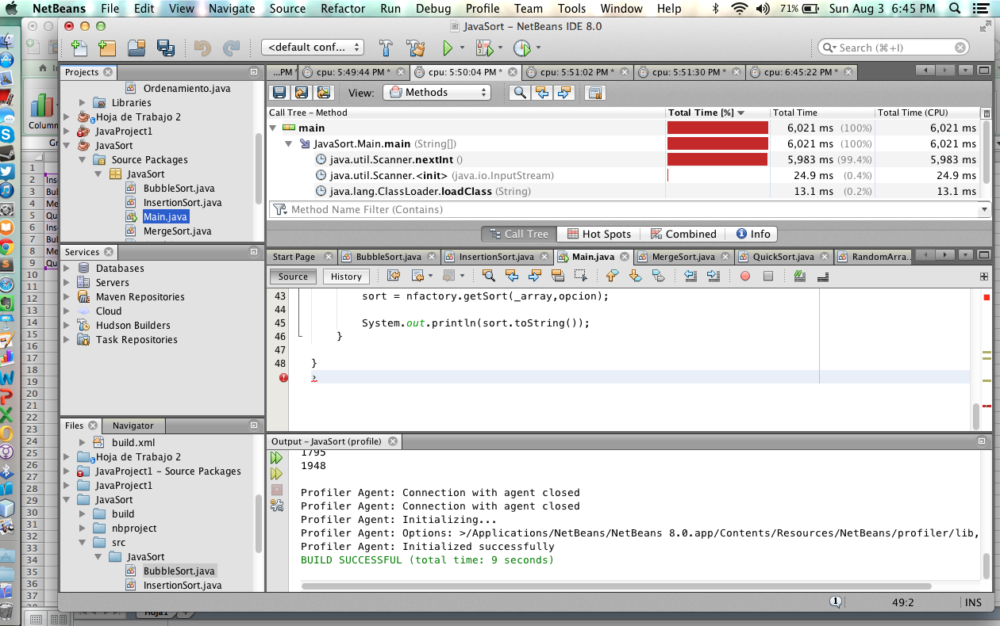 NetBeans File Edit View Navigate Source Refactor Run Debug Profile Team Tools Window Help 71% Sun Aug 3 6:45 PM
JavaSort – NetBeans IDE 8.0
<default conf...
Search (⌘+I)
Projects
Ordenamiento.java
Libraries
Hoja de Trabajo 2
JavaProject1
JavaSort
Source Packages
JavaSort
BubbleSort.java
InsertionSort.java
Main.java
MergeSort.java
Services
Databases
Servers
Maven Repositories
Cloud
Hudson Builders
Task Repositories
Files Navigator
build.xml
Hoja de Trabajo 2
JavaProject1 – Source Packages
JavaProject1
JavaSort
build
nbproject
src
JavaSort
BubbleSort.java
InsertionSort.java
...PM * cpu: 5:49:44 PM * cpu: 5:50:04 PM * cpu: 5:51:02 PM * cpu: 5:51:30 PM * cpu: 6:45:22 PM *
View: Methods
Call Tree – Method Total Time [%] Total Time Total Time (CPU)
main 6,021 ms (100%) 6,021 ms
JavaSort.Main.main (String[]) 6,021 ms (100%) 6,021 ms
java.util.Scanner.nextInt () 5,983 ms (99.4%) 5,983 ms
java.util.Scanner.<init> (java.io.InputStream) 24.9 ms (0.4%) 24.9 ms
java.lang.ClassLoader.loadClass (String) 13.1 ms (0.2%) 13.1 ms
Method Name Filter (Contains)
Call Tree Hot Spots Combined Info
Start Page BubbleSort.java InsertionSort.java Main.java MergeSort.java QuickSort.java RandomArra...
Source History
43 sort = nfactory.getSort(_array,opcion);
44
45 System.out.println(sort.toString());
46 }
47
48 }
>
Output – JavaSort (profile)
1795
1948
Profiler Agent: Connection with agent closed
Profiler Agent: Connection with agent closed
Profiler Agent: Initializing...
Profiler Agent: Options: >/Applications/NetBeans/NetBeans 8.0.app/Contents/Resources/NetBeans/profiler/lib,
Profiler Agent: Initialized successfully
BUILD SUCCESSFUL (total time: 9 seconds)
1 49:2 INS
Column
1
2 Inse
3 Bub
4 Me
5 Qu
6 Inse
7 Bub
8 Me
9 Qu
10
11
12
13
14
15
16
17
18
19
20
21
22
23
24
25
26
27
28
29
30
31
32
33
34
35
36
37
Hoja1